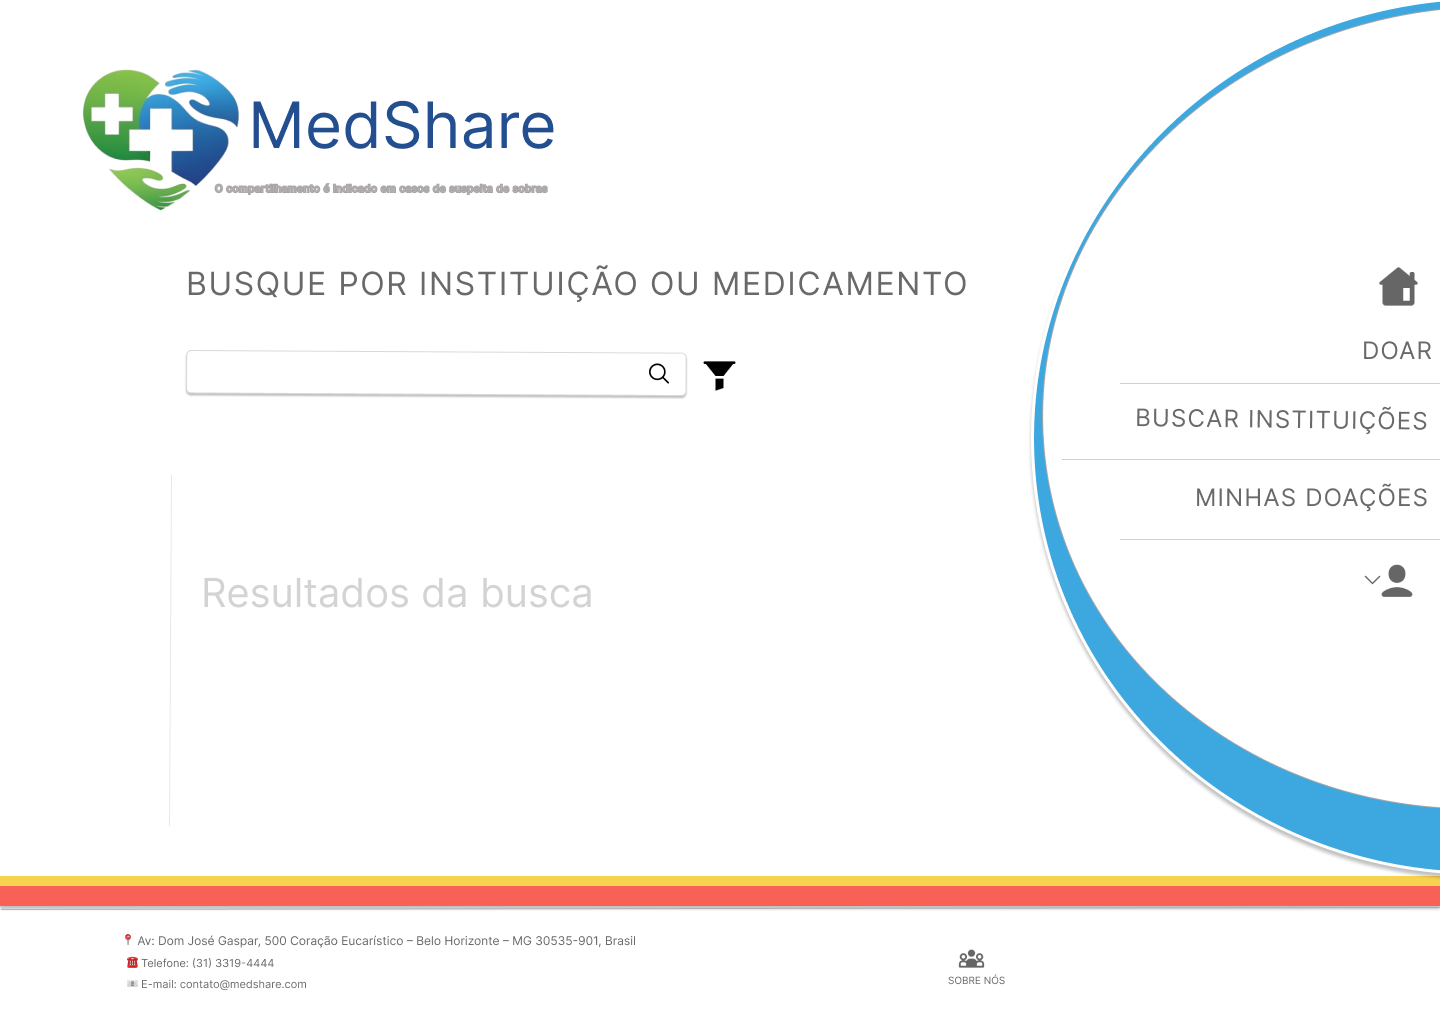 MedShare
O compartilhamento é indicado em casos de suspeita de sobras
BUSQUE POR INSTITUIÇÃO OU MEDICAMENTO
DOAR
BUSCAR INSTITUIÇÕES
MINHAS DOAÇÕES
Resultados da busca
Av: Dom José Gaspar, 500 Coração Eucarístico – Belo Horizonte – MG 30535-901, Brasil
Telefone: (31) 3319-4444
E-mail: contato@medshare.com
SOBRE NÓS